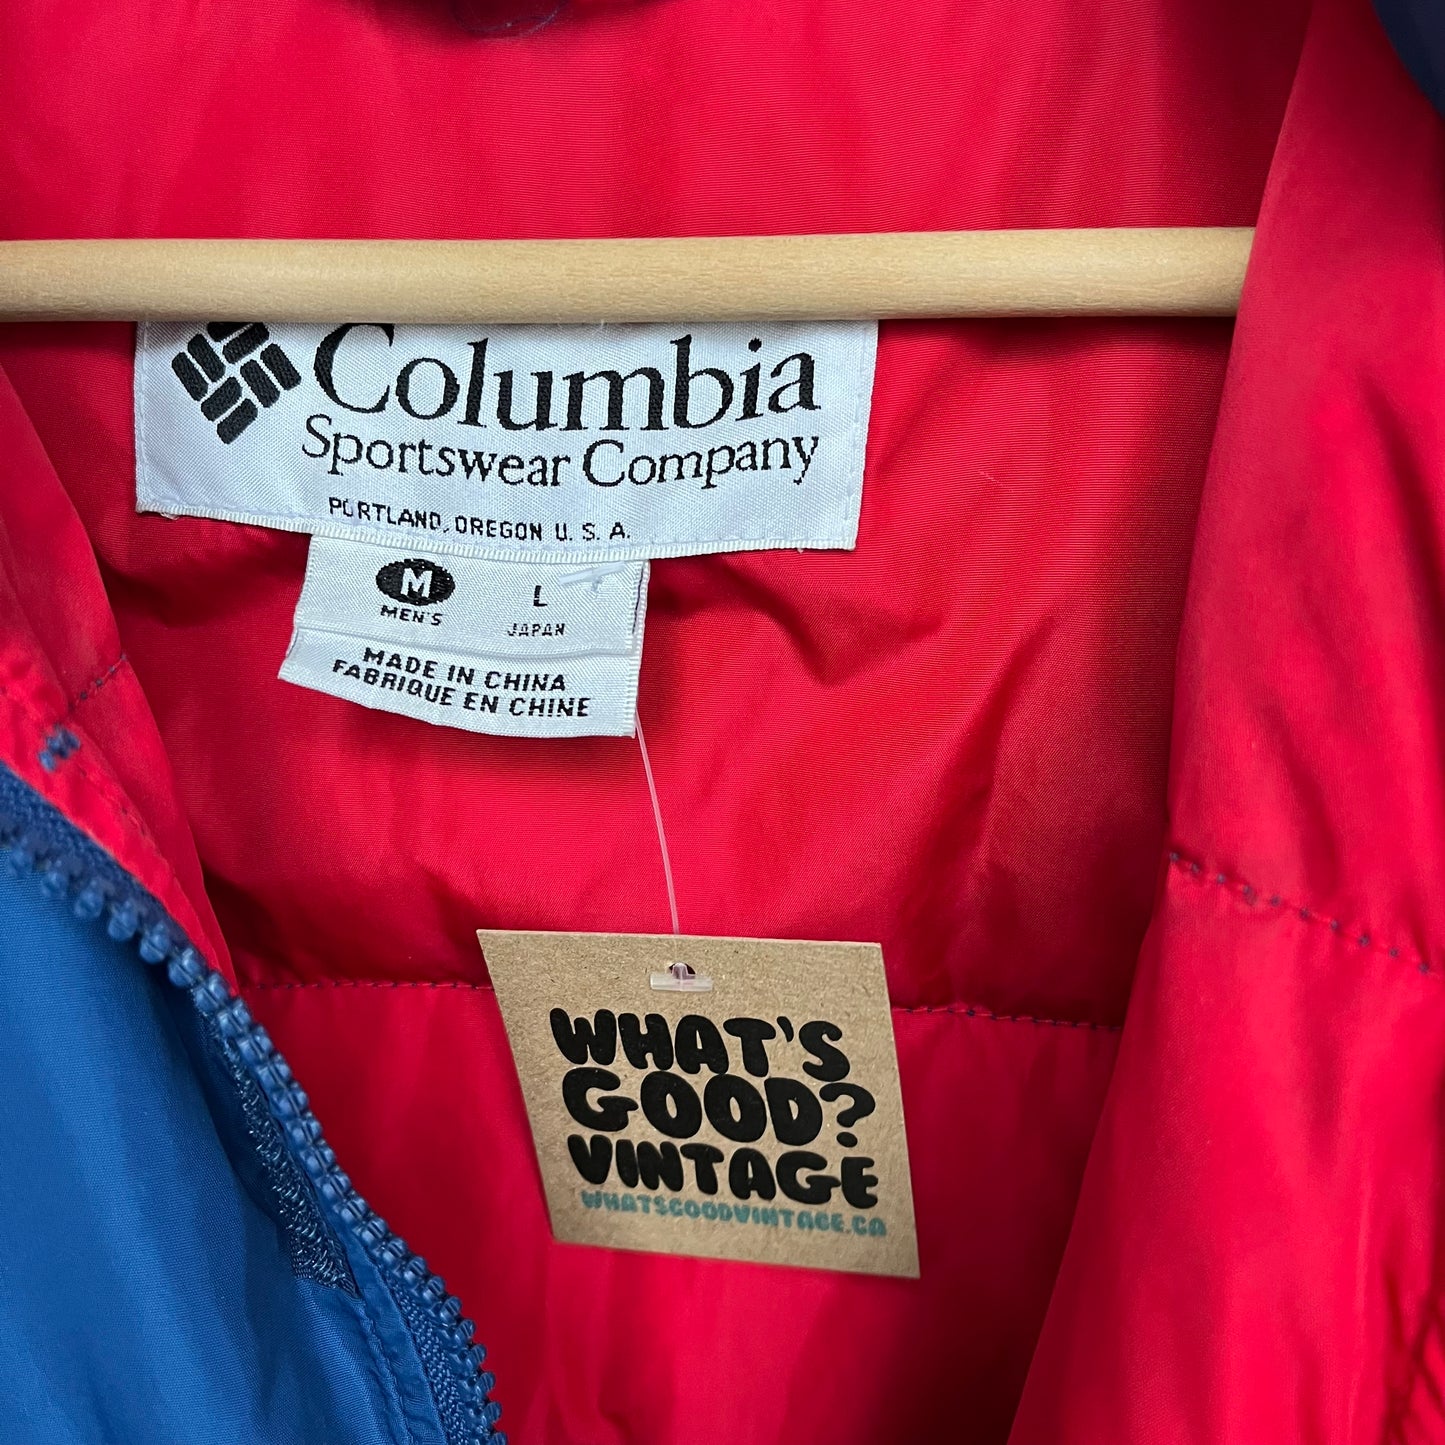 Columbia
Sportswear Company
PORTLAND, OREGON U.S.A.
M L
MEN'S JAPAN
MADE IN CHINA
FABRIQUE EN CHINE
WHAT'S
GOOD?
VINTAGE
WHATSGOODVINTAGE.CA